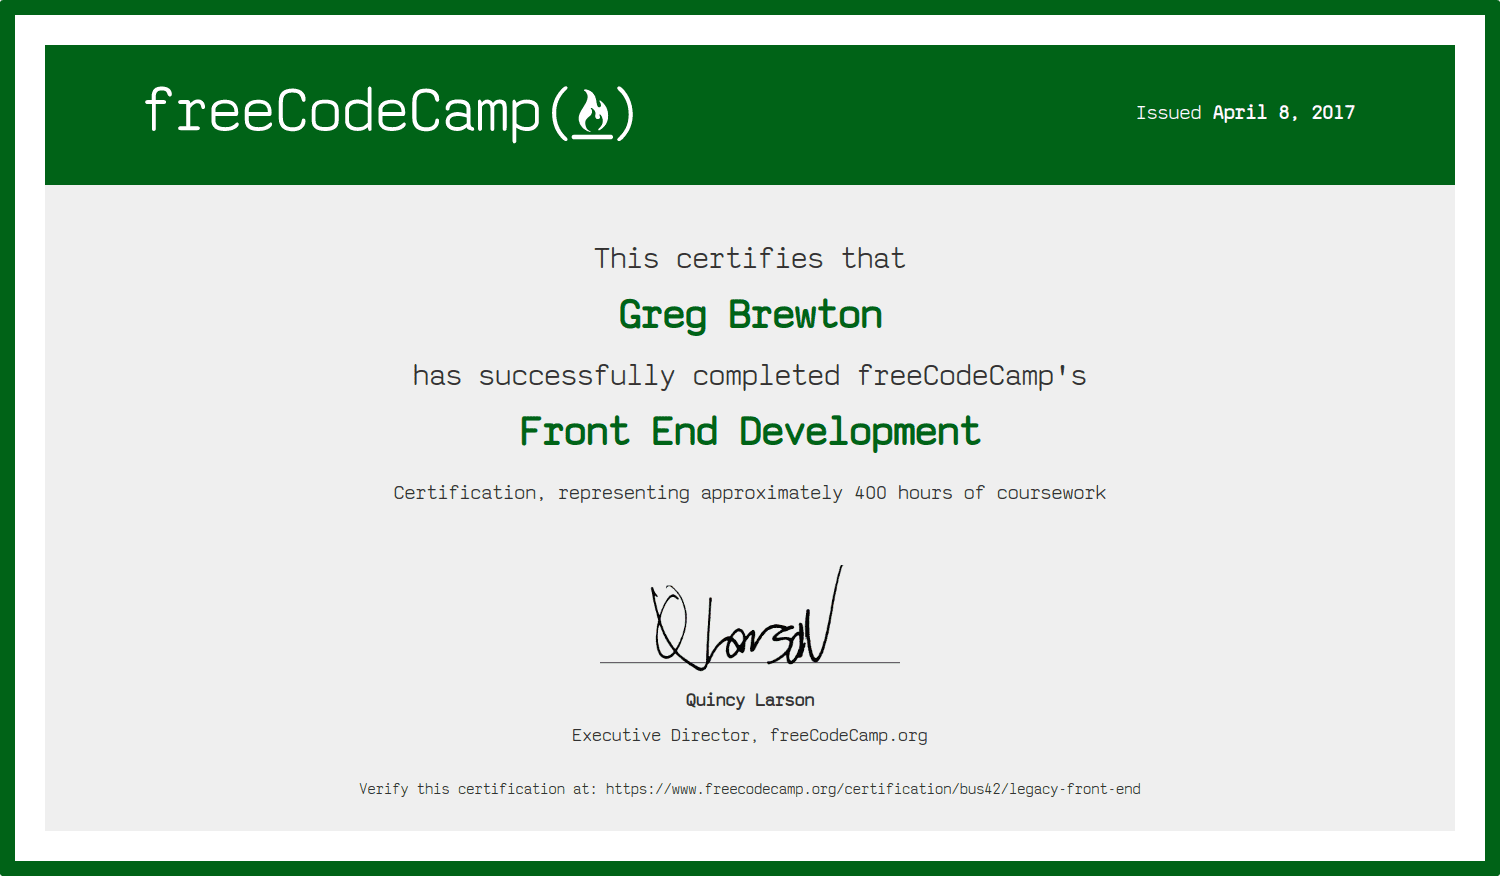 freeCodeCamp
Issued April 8, 2017
This certifies that
Greg Brewton
has successfully completed freeCodeCamp's
Front End Development
Certification, representing approximately 400 hours of coursework
Q Larson
Quincy Larson
Executive Director, freeCodeCamp.org
Verify this certification at: https://www.freecodecamp.org/certification/bus42/legacy-front-end